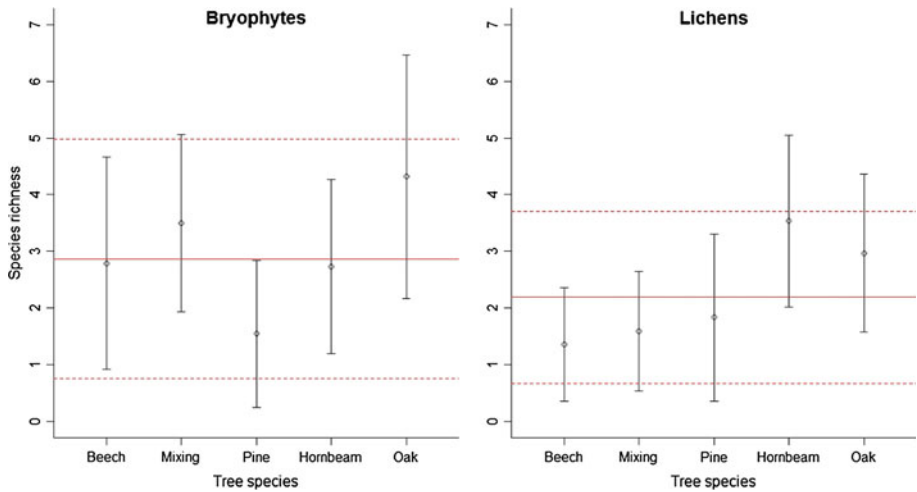 Bryophytes
Species richness
7
6
5
4
3
2
1
0
Beech Mixing Pine Hornbeam Oak
Tree species
Lichens
7
6
5
4
3
2
1
0
Beech Mixing Pine Hornbeam Oak
Tree species